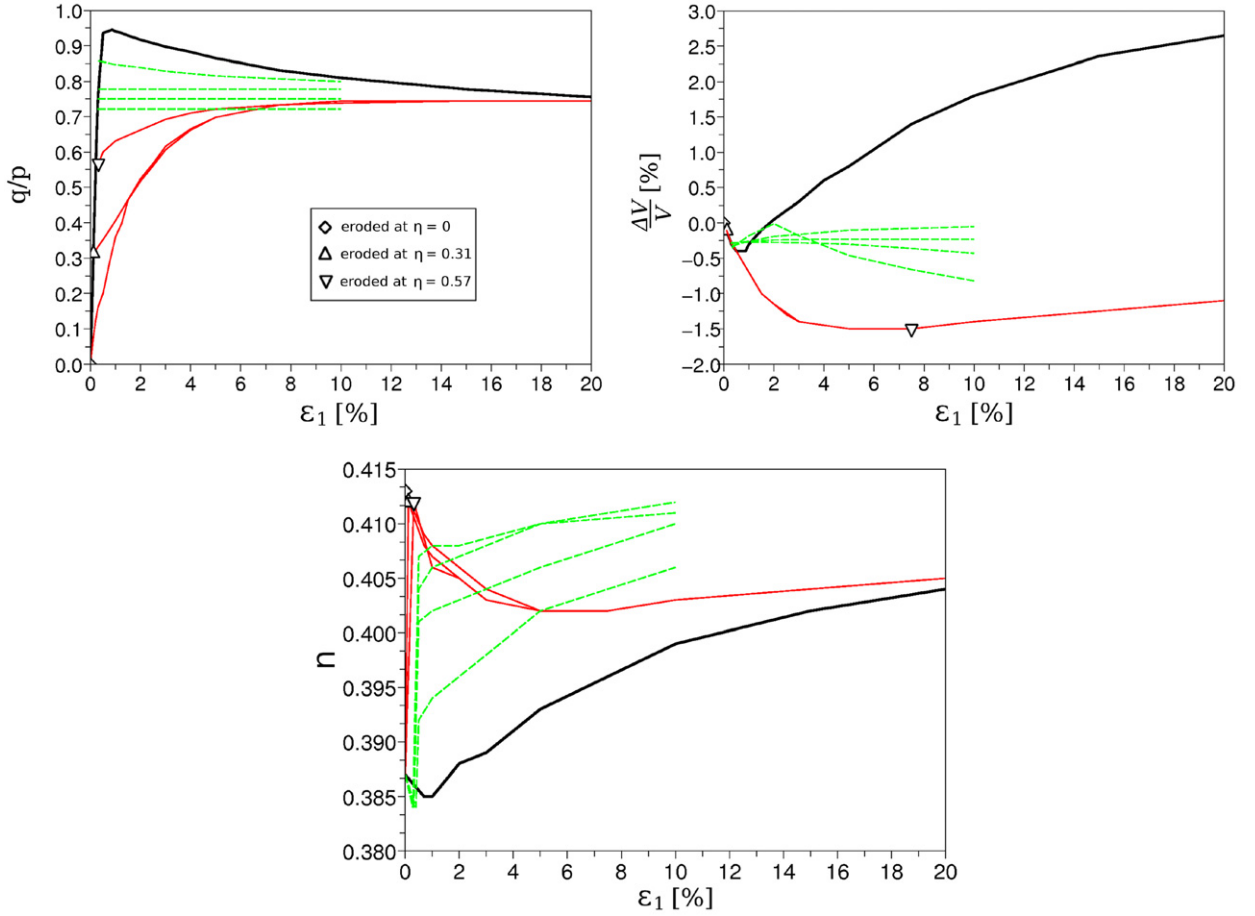 1.0
0.9
0.8
0.7
0.6
0.5
0.4
0.3
0.2
0.1
0.0
q/p
0 2 4 6 8 10 12 14 16 18 20
ε₁ [%]
eroded at η = 0
eroded at η = 0.31
eroded at η = 0.57
3.0
2.5
2.0
1.5
1.0
0.5
0.0
−0.5
−1.0
−1.5
−2.0
ΔV/V [%]
0 2 4 6 8 10 12 14 16 18 20
ε₁ [%]
0.415
0.410
0.405
0.400
0.395
0.390
0.385
0.380
n
0 2 4 6 8 10 12 14 16 18 20
ε₁ [%]